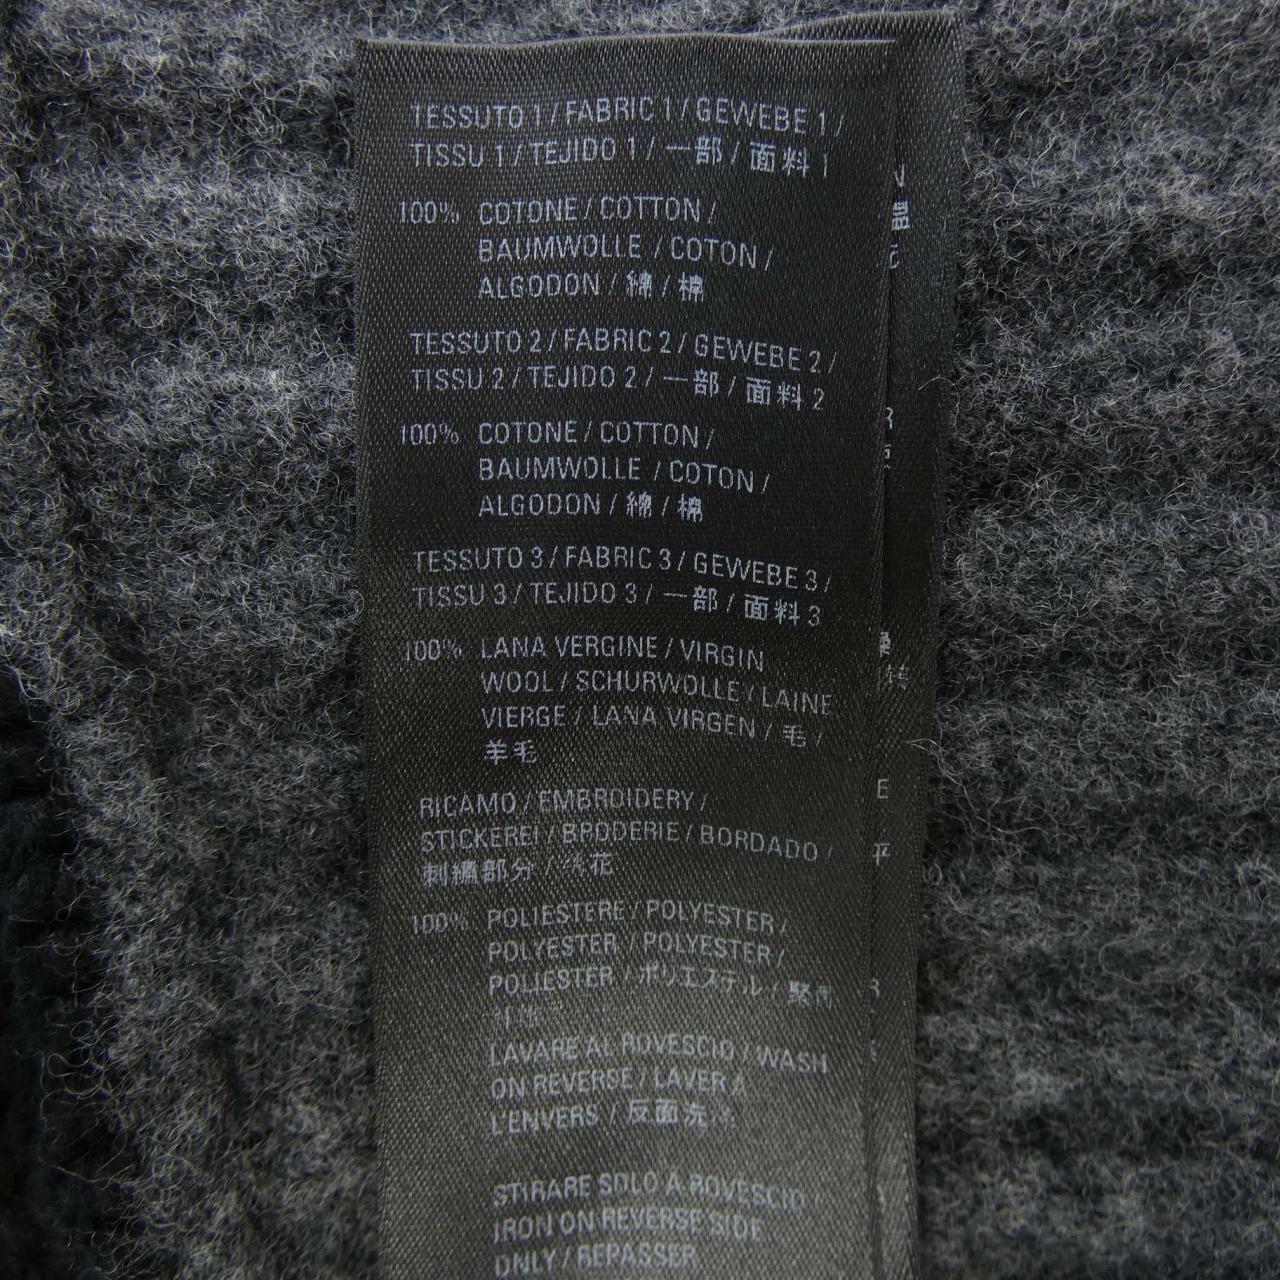 TESSUTO 1 / FABRIC 1 / GEWEBE 1 /
TISSU 1 / TEJIDO 1 / 一部 / 面料 1
100% COTONE / COTTON /
BAUMWOLLE / COTON /
ALGODON / 綿 / 棉
TESSUTO 2 / FABRIC 2 / GEWEBE 2 /
TISSU 2 / TEJIDO 2 / 一部 / 面料 2
100% COTONE / COTTON /
BAUMWOLLE / COTON /
ALGODON / 綿 / 棉
TESSUTO 3 / FABRIC 3 / GEWEBE 3 /
TISSU 3 / TEJIDO 3 / 一部 / 面料 3
100% LANA VERGINE / VIRGIN
WOOL / SCHURWOLLE / LAINE
VIERGE / LANA VIRGEN / 毛 /
羊毛
RICAMO / EMBROIDERY /
STICKEREI / BRODERIE / BORDADO /
刺繍部分 / 绣花
100% POLIESTERE / POLYESTER /
POLYESTER / POLYESTER /
POLIESTER / ポリエステル /
LAVARE AL ROVESCIO / WASH
ON REVERSE / LAVER À
L'ENVERS / 反面洗
STIRARE SOLO A ROVESCIO /
IRON ON REVERSE SIDE
ONLY / REPASSER